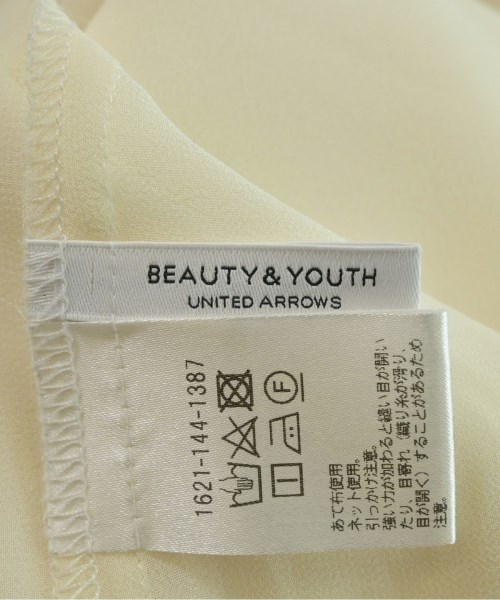 BEAUTY & YOUTH
UNITED ARROWS
1621-144-1387
F
あて布使用。
ネット使用。
引っかけ注意。
強い力が加わると縫い目が開い
たり、目寄れ（織り糸が滑り、
目が開く）することがあるため
注意。